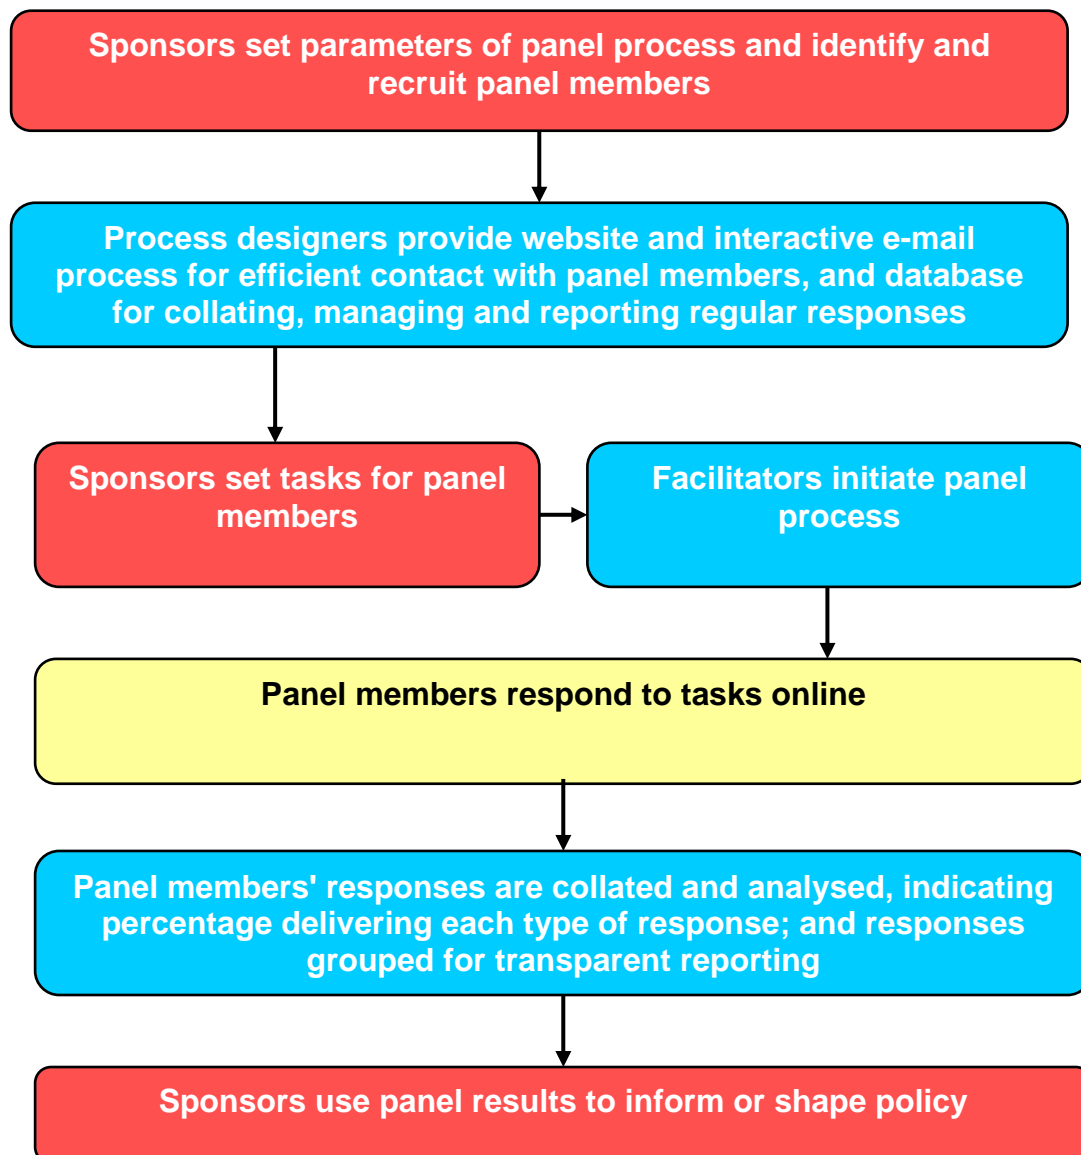 Sponsors set parameters of panel process and identify and
recruit panel members
Process designers provide website and interactive e-mail
process for efficient contact with panel members, and database
for collating, managing and reporting regular responses
Sponsors set tasks for panel
members
Facilitators initiate panel
process
Panel members respond to tasks online
Panel members' responses are collated and analysed, indicating
percentage delivering each type of response; and responses
grouped for transparent reporting
Sponsors use panel results to inform or shape policy